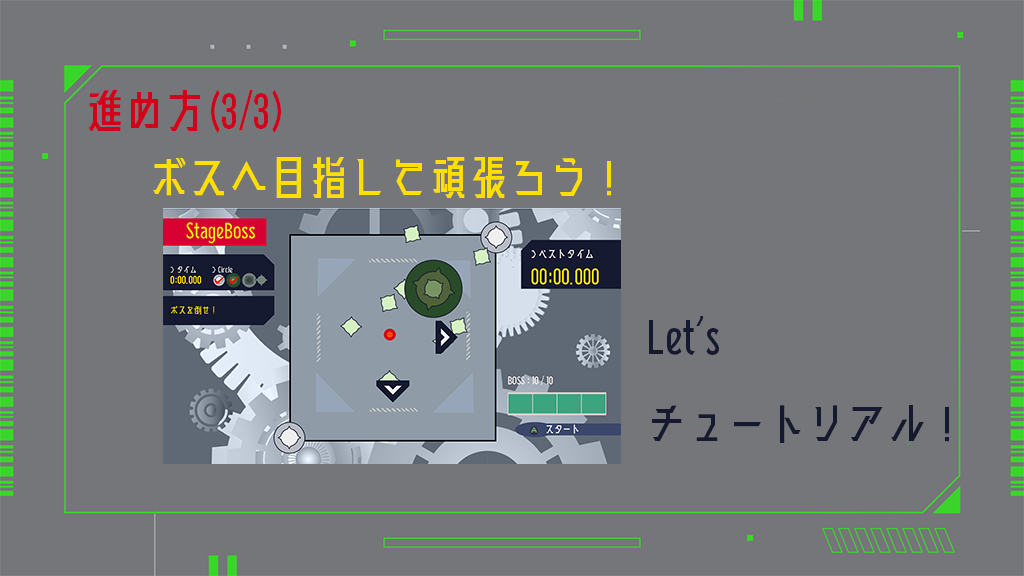 進め方(3/3)
ボスへ目指して頑張ろう！
StageBoss
タイム
Circle
0:00.000
ボスを倒せ！
ベストタイム
00:00.000
BOSS : 10 / 10
A スタート
Let's
チュートリアル！